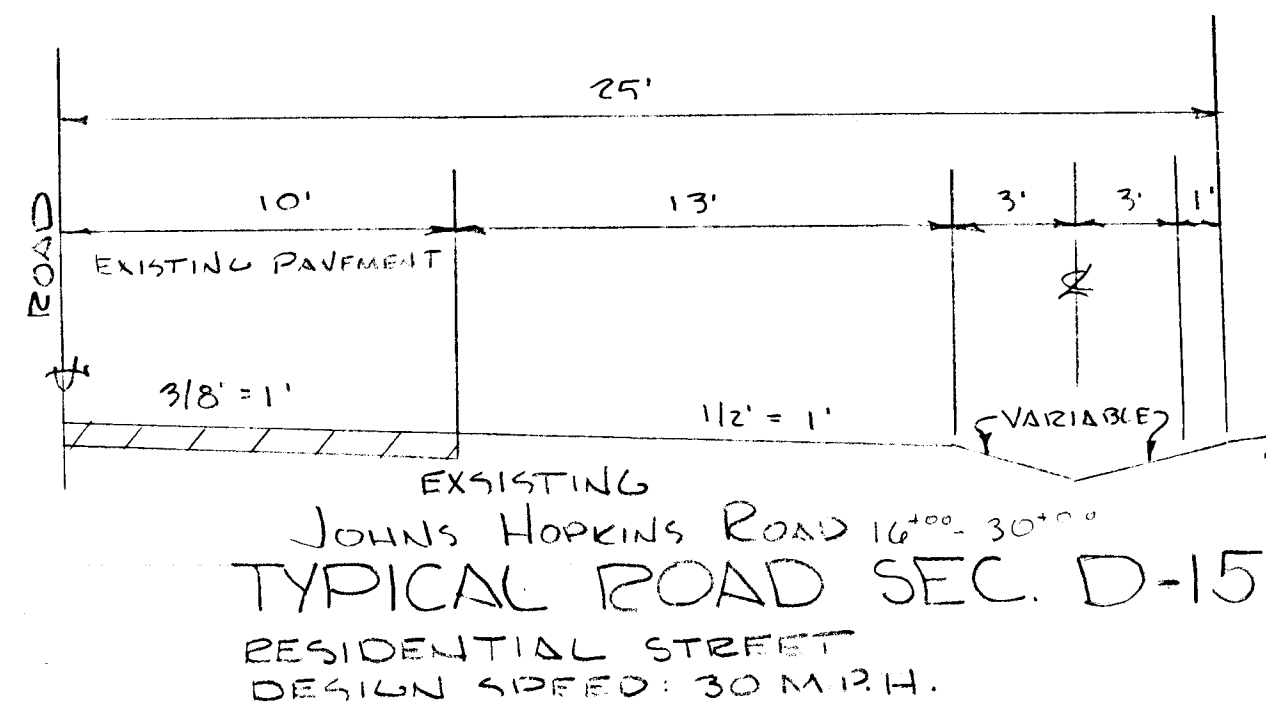 25'
10' 13' 3' 3' 1'
ROAD
EXISTING PAVEMENT
℄
3/8' = 1'
1/2' = 1'
VARIABLE
EXSISTING
JOHNS HOPKINS ROAD 16+00 - 30+00
TYPICAL ROAD SEC. D-15
RESIDENTIAL STREET
DESIGN SPEED: 30 M.P.H.